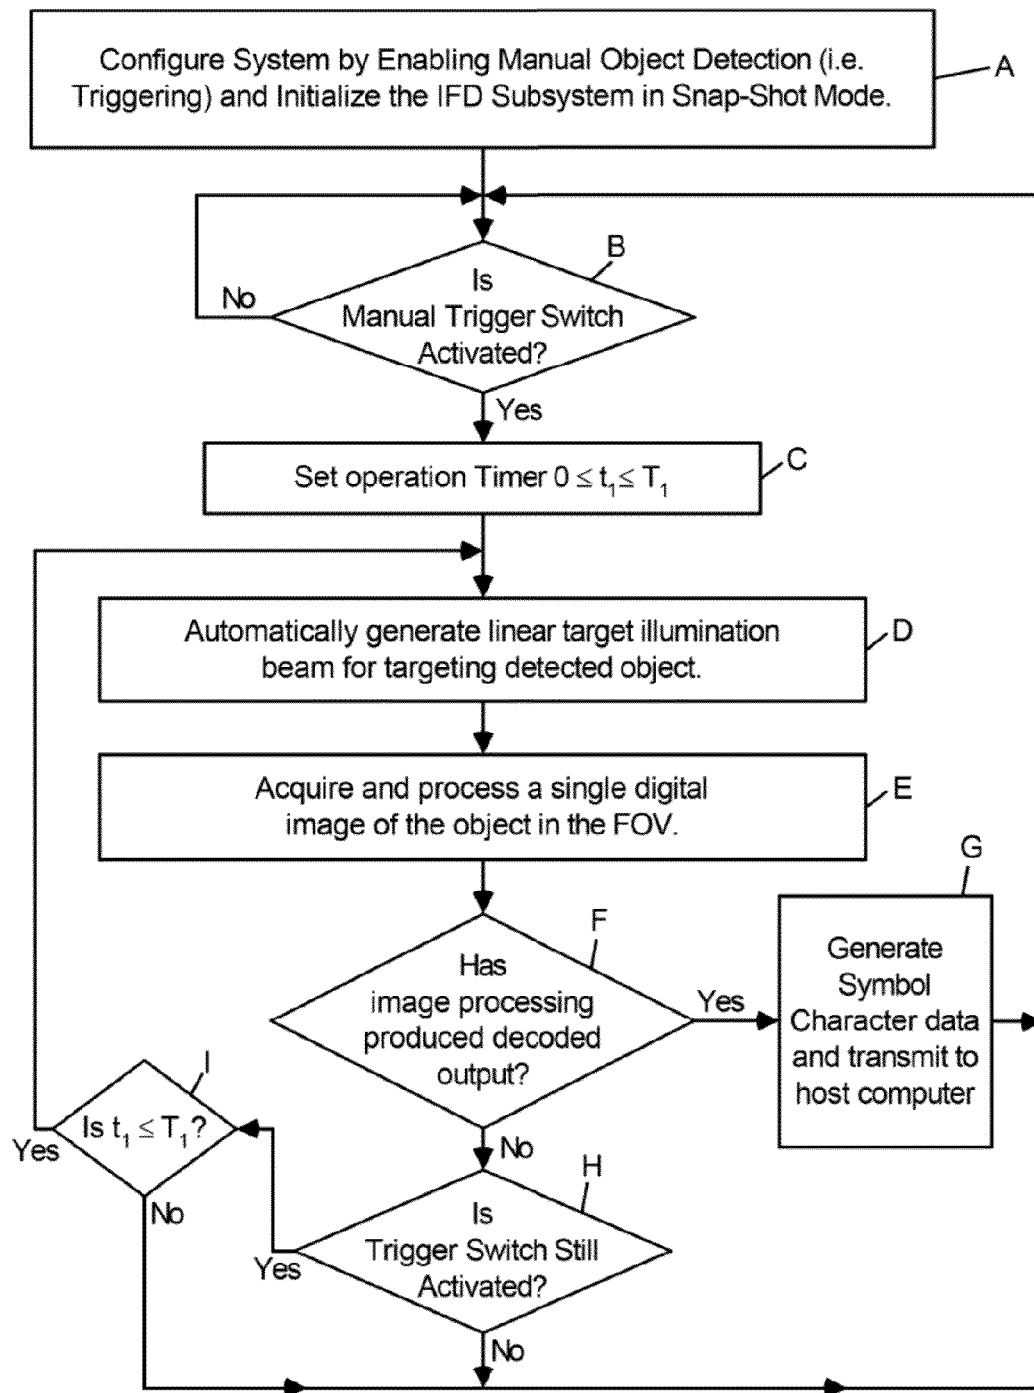 Configure System by Enabling Manual Object Detection (i.e.
Triggering) and Initialize the IFD Subsystem in Snap-Shot Mode.
A
B
Is
Manual Trigger Switch
Activated?
No
Yes
Set operation Timer 0 ≤ t₁ ≤ T₁
C
Automatically generate linear target illumination
beam for targeting detected object.
D
Acquire and process a single digital
image of the object in the FOV.
E
F
Has
image processing
produced decoded
output?
Yes
G
Generate
Symbol
Character data
and transmit to
host computer
No
I
Is t₁ ≤ T₁?
Yes
No
H
Is
Trigger Switch Still
Activated?
Yes
No